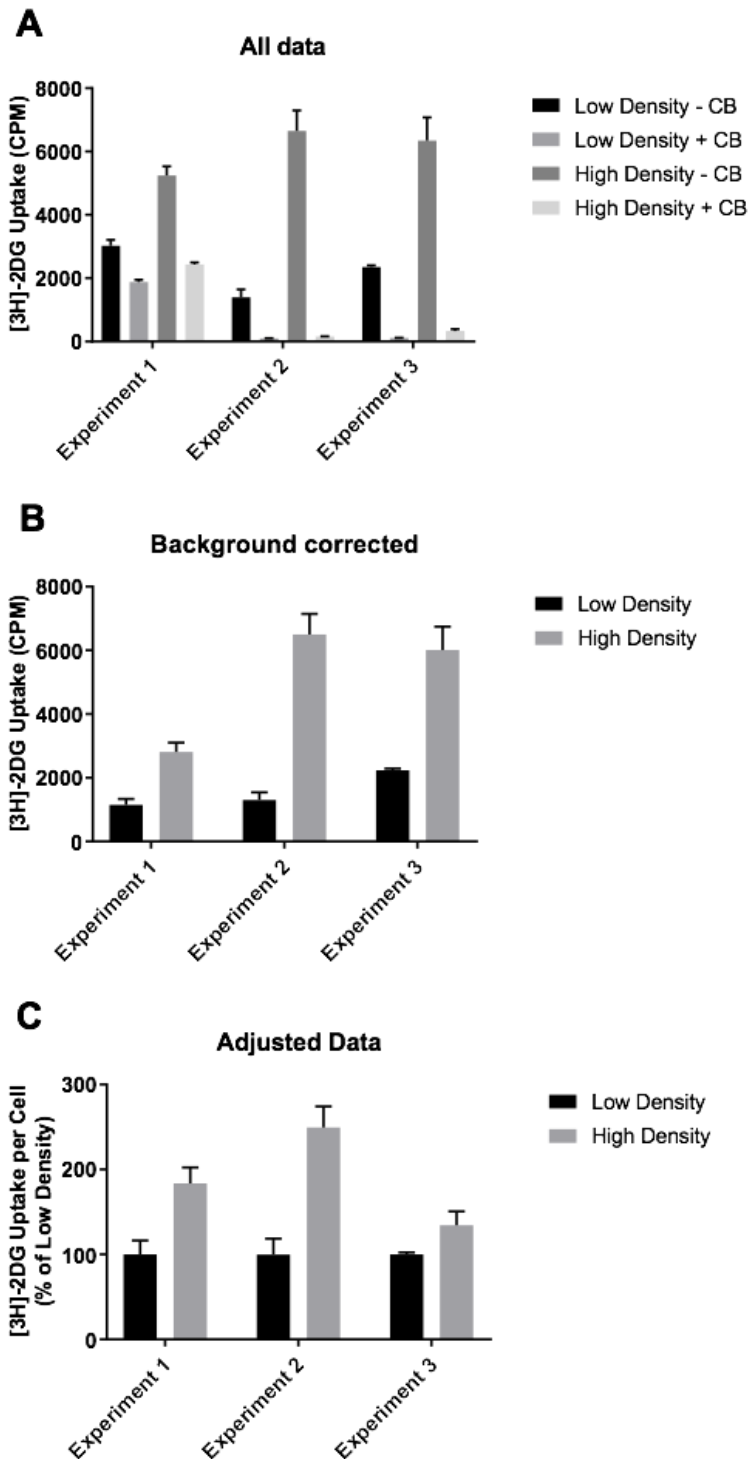 A
All data
[3H]-2DG Uptake (CPM)
8000
6000
4000
2000
0
Experiment 1
Experiment 2
Experiment 3
Low Density - CB
Low Density + CB
High Density - CB
High Density + CB
B
Background corrected
[3H]-2DG Uptake (CPM)
8000
6000
4000
2000
0
Experiment 1
Experiment 2
Experiment 3
Low Density
High Density
C
Adjusted Data
[3H]-2DG Uptake per Cell
(% of Low Density)
300
200
100
0
Experiment 1
Experiment 2
Experiment 3
Low Density
High Density